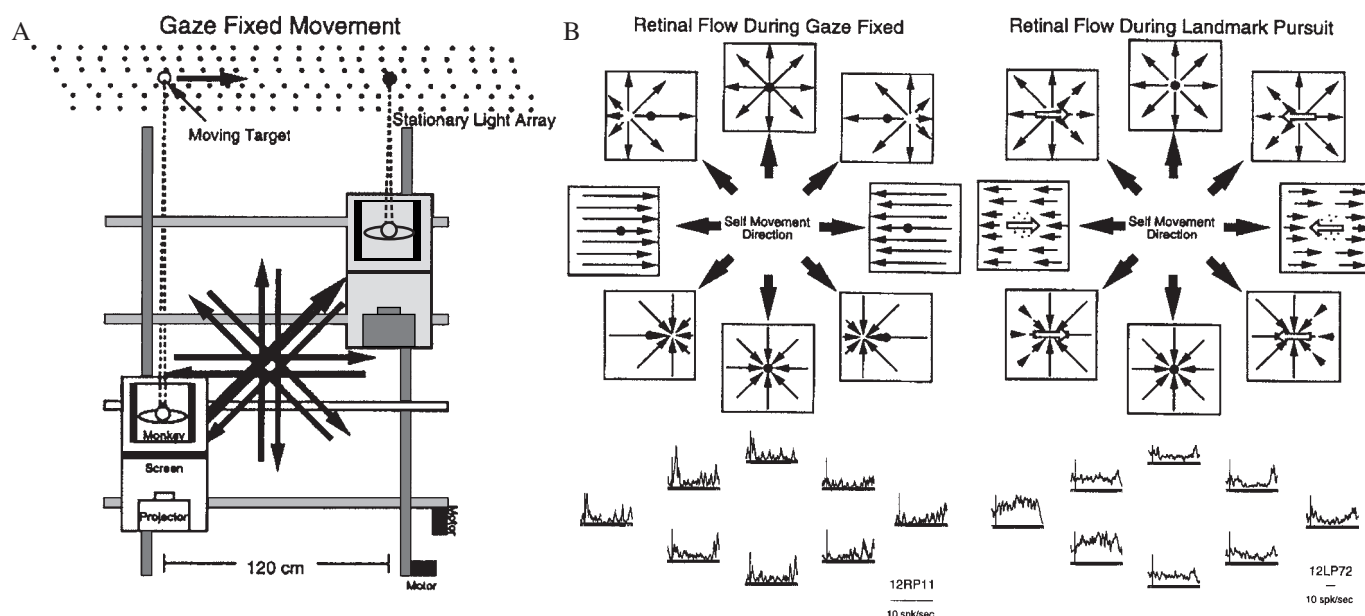 A
Gaze Fixed Movement
Moving Target
Stationary Light Array
Monkey
Screen
Projector
120 cm
Motor
Motor
B
Retinal Flow During Gaze Fixed
Self Movement
Direction
12RP11
10 spk/sec
Retinal Flow During Landmark Pursuit
Self Movement
Direction
12LP72
10 spk/sec